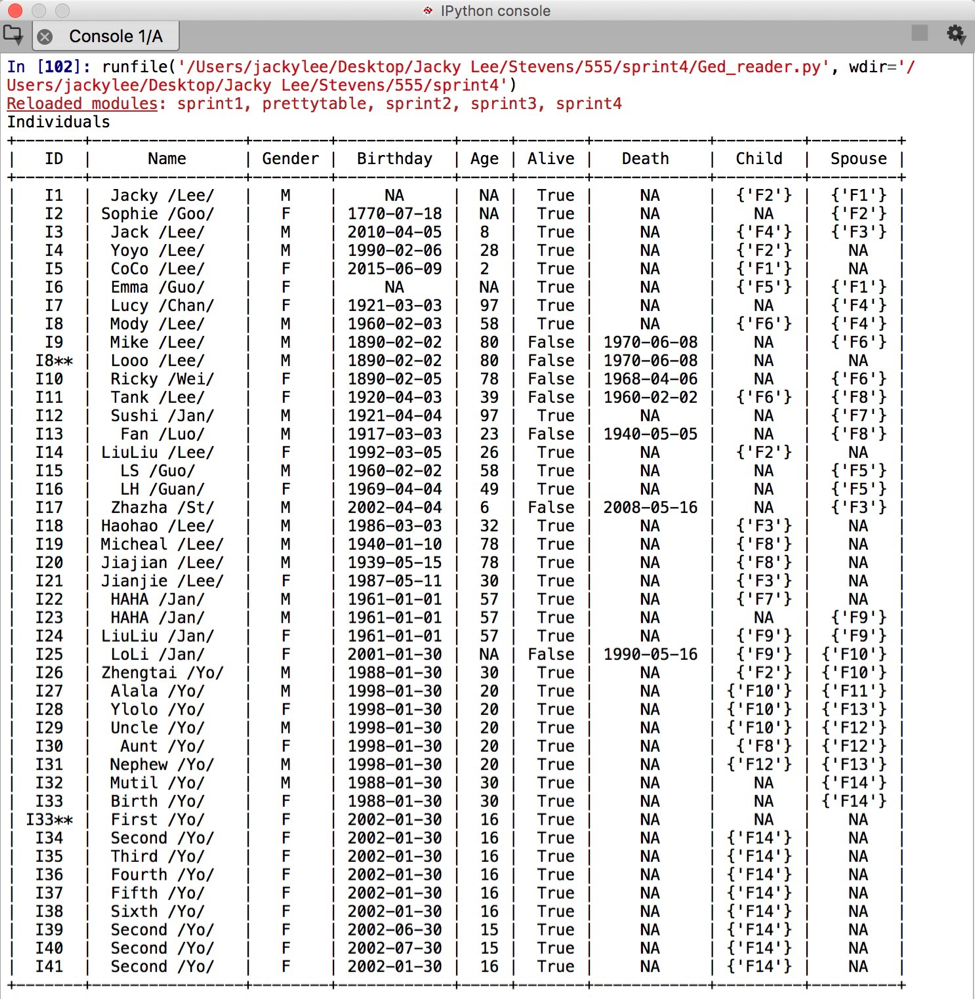 IPython console
Console 1/A
In [102]: runfile('/Users/jackylee/Desktop/Jacky Lee/Stevens/555/sprint4/Ged_reader.py', wdir='/
Users/jackylee/Desktop/Jacky Lee/Stevens/555/sprint4')
Reloaded modules: sprint1, prettytable, sprint2, sprint3, sprint4
Individuals
| ID | Name | Gender | Birthday | Age | Alive | Death | Child | Spouse |
| I1 | Jacky /Lee/ | M | NA | NA | True | NA | {'F2'} | {'F1'} |
| I2 | Sophie /Goo/ | F | 1770-07-18 | NA | True | NA | NA | {'F2'} |
| I3 | Jack /Lee/ | M | 2010-04-05 | 8 | True | NA | {'F4'} | {'F3'} |
| I4 | Yoyo /Lee/ | M | 1990-02-06 | 28 | True | NA | {'F2'} | NA |
| I5 | CoCo /Lee/ | F | 2015-06-09 | 2 | True | NA | {'F1'} | NA |
| I6 | Emma /Guo/ | F | NA | NA | True | NA | {'F5'} | {'F1'} |
| I7 | Lucy /Chan/ | F | 1921-03-03 | 97 | True | NA | NA | {'F4'} |
| I8 | Mody /Lee/ | M | 1960-02-03 | 58 | True | NA | {'F6'} | {'F4'} |
| I9 | Mike /Lee/ | M | 1890-02-02 | 80 | False | 1970-06-08 | NA | {'F6'} |
| I8** | Looo /Lee/ | M | 1890-02-02 | 80 | False | 1970-06-08 | NA | NA |
| I10 | Ricky /Wei/ | F | 1890-02-05 | 78 | False | 1968-04-06 | NA | {'F6'} |
| I11 | Tank /Lee/ | F | 1920-04-03 | 39 | False | 1960-02-02 | {'F6'} | {'F8'} |
| I12 | Sushi /Jan/ | M | 1921-04-04 | 97 | True | NA | NA | {'F7'} |
| I13 | Fan /Luo/ | M | 1917-03-03 | 23 | False | 1940-05-05 | NA | {'F8'} |
| I14 | LiuLiu /Lee/ | F | 1992-03-05 | 26 | True | NA | {'F2'} | NA |
| I15 | LS /Guo/ | M | 1960-02-02 | 58 | True | NA | NA | {'F5'} |
| I16 | LH /Guan/ | F | 1969-04-04 | 49 | True | NA | NA | {'F5'} |
| I17 | Zhazha /St/ | M | 2002-04-04 | 6 | False | 2008-05-16 | NA | {'F3'} |
| I18 | Haohao /Lee/ | M | 1986-03-03 | 32 | True | NA | {'F3'} | NA |
| I19 | Micheal /Lee/ | M | 1940-01-10 | 78 | True | NA | {'F8'} | NA |
| I20 | Jiajian /Lee/ | M | 1939-05-15 | 78 | True | NA | {'F8'} | NA |
| I21 | Jianjie /Lee/ | F | 1987-05-11 | 30 | True | NA | {'F3'} | NA |
| I22 | HAHA /Jan/ | M | 1961-01-01 | 57 | True | NA | {'F7'} | NA |
| I23 | HAHA /Jan/ | M | 1961-01-01 | 57 | True | NA | NA | {'F9'} |
| I24 | LiuLiu /Jan/ | F | 1961-01-01 | 57 | True | NA | {'F9'} | {'F9'} |
| I25 | LoLi /Jan/ | F | 2001-01-30 | NA | False | 1990-05-16 | {'F9'} | {'F10'} |
| I26 | Zhengtai /Yo/ | M | 1988-01-30 | 30 | True | NA | {'F2'} | {'F10'} |
| I27 | Alala /Yo/ | M | 1998-01-30 | 20 | True | NA | {'F10'} | {'F11'} |
| I28 | Ylolo /Yo/ | F | 1998-01-30 | 20 | True | NA | {'F10'} | {'F13'} |
| I29 | Uncle /Yo/ | M | 1998-01-30 | 20 | True | NA | {'F10'} | {'F12'} |
| I30 | Aunt /Yo/ | F | 1998-01-30 | 20 | True | NA | {'F8'} | {'F12'} |
| I31 | Nephew /Yo/ | M | 1998-01-30 | 20 | True | NA | {'F12'} | {'F13'} |
| I32 | Mutil /Yo/ | M | 1988-01-30 | 30 | True | NA | NA | {'F14'} |
| I33 | Birth /Yo/ | F | 1988-01-30 | 30 | True | NA | NA | {'F14'} |
| I33** | First /Yo/ | F | 2002-01-30 | 16 | True | NA | NA | NA |
| I34 | Second /Yo/ | F | 2002-01-30 | 16 | True | NA | {'F14'} | NA |
| I35 | Third /Yo/ | F | 2002-01-30 | 16 | True | NA | {'F14'} | NA |
| I36 | Fourth /Yo/ | F | 2002-01-30 | 16 | True | NA | {'F14'} | NA |
| I37 | Fifth /Yo/ | F | 2002-01-30 | 16 | True | NA | {'F14'} | NA |
| I38 | Sixth /Yo/ | F | 2002-01-30 | 16 | True | NA | {'F14'} | NA |
| I39 | Second /Yo/ | F | 2002-06-30 | 15 | True | NA | {'F14'} | NA |
| I40 | Second /Yo/ | F | 2002-07-30 | 15 | True | NA | {'F14'} | NA |
| I41 | Second /Yo/ | F | 2002-01-30 | 16 | True | NA | {'F14'} | NA |